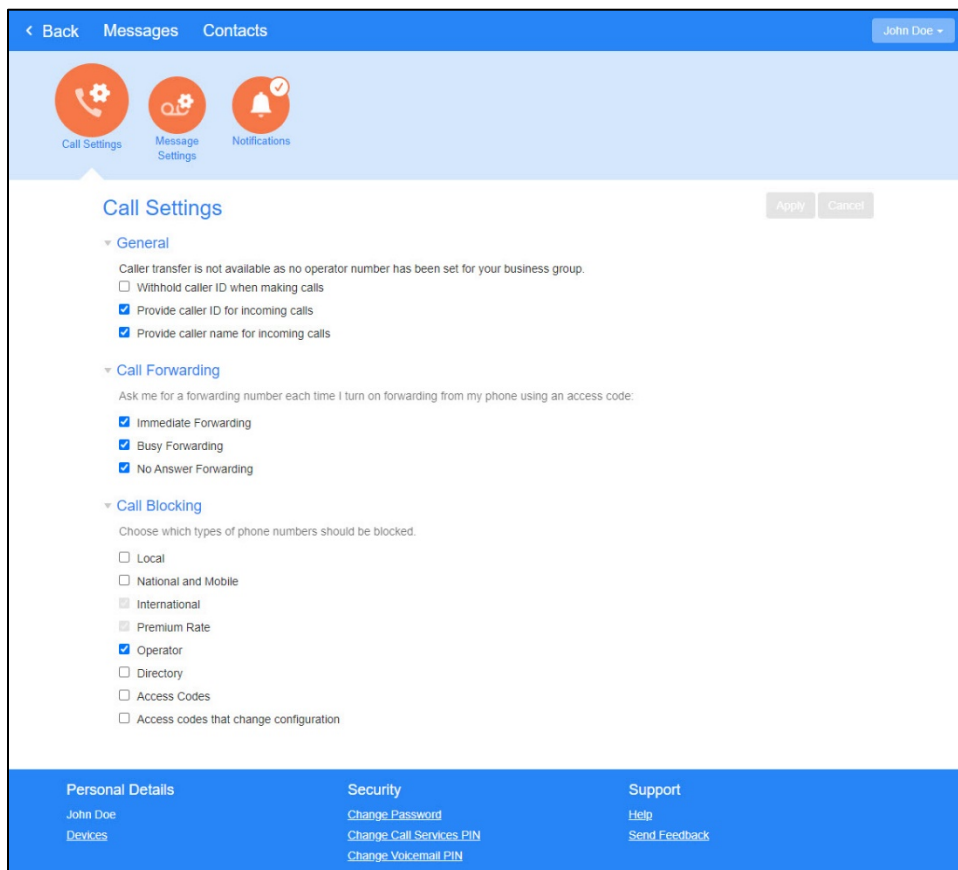 Back Messages Contacts
John Doe
Call Settings
Message
Settings
Notifications
Call Settings
Apply Cancel
General
Caller transfer is not available as no operator number has been set for your business group.
Withhold caller ID when making calls
Provide caller ID for incoming calls
Provide caller name for incoming calls
Call Forwarding
Ask me for a forwarding number each time I turn on forwarding from my phone using an access code:
Immediate Forwarding
Busy Forwarding
No Answer Forwarding
Call Blocking
Choose which types of phone numbers should be blocked.
Local
National and Mobile
International
Premium Rate
Operator
Directory
Access Codes
Access codes that change configuration
Personal Details
John Doe
Devices
Security
Change Password
Change Call Services PIN
Change Voicemail PIN
Support
Help
Send Feedback